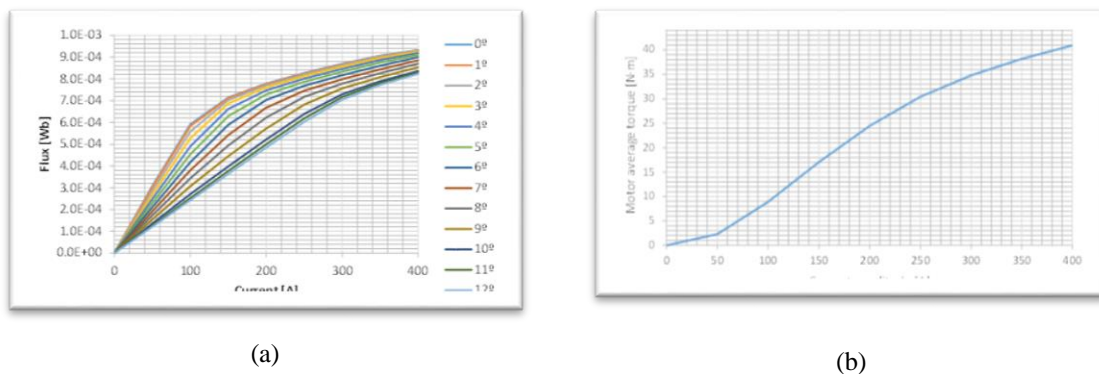 1.0E-03
9.0E-04
8.0E-04
7.0E-04
6.0E-04
5.0E-04
4.0E-04
3.0E-04
2.0E-04
1.0E-04
0.0E+00
Flux [Wb]
0 100 200 300 400
Current [A]
0º
1º
2º
3º
4º
5º
6º
7º
8º
9º
10º
11º
12º
(a)
40
35
30
25
20
15
10
5
0
Motor average torque [N·m]
0 50 100 150 200 250 300 350 400
(b)